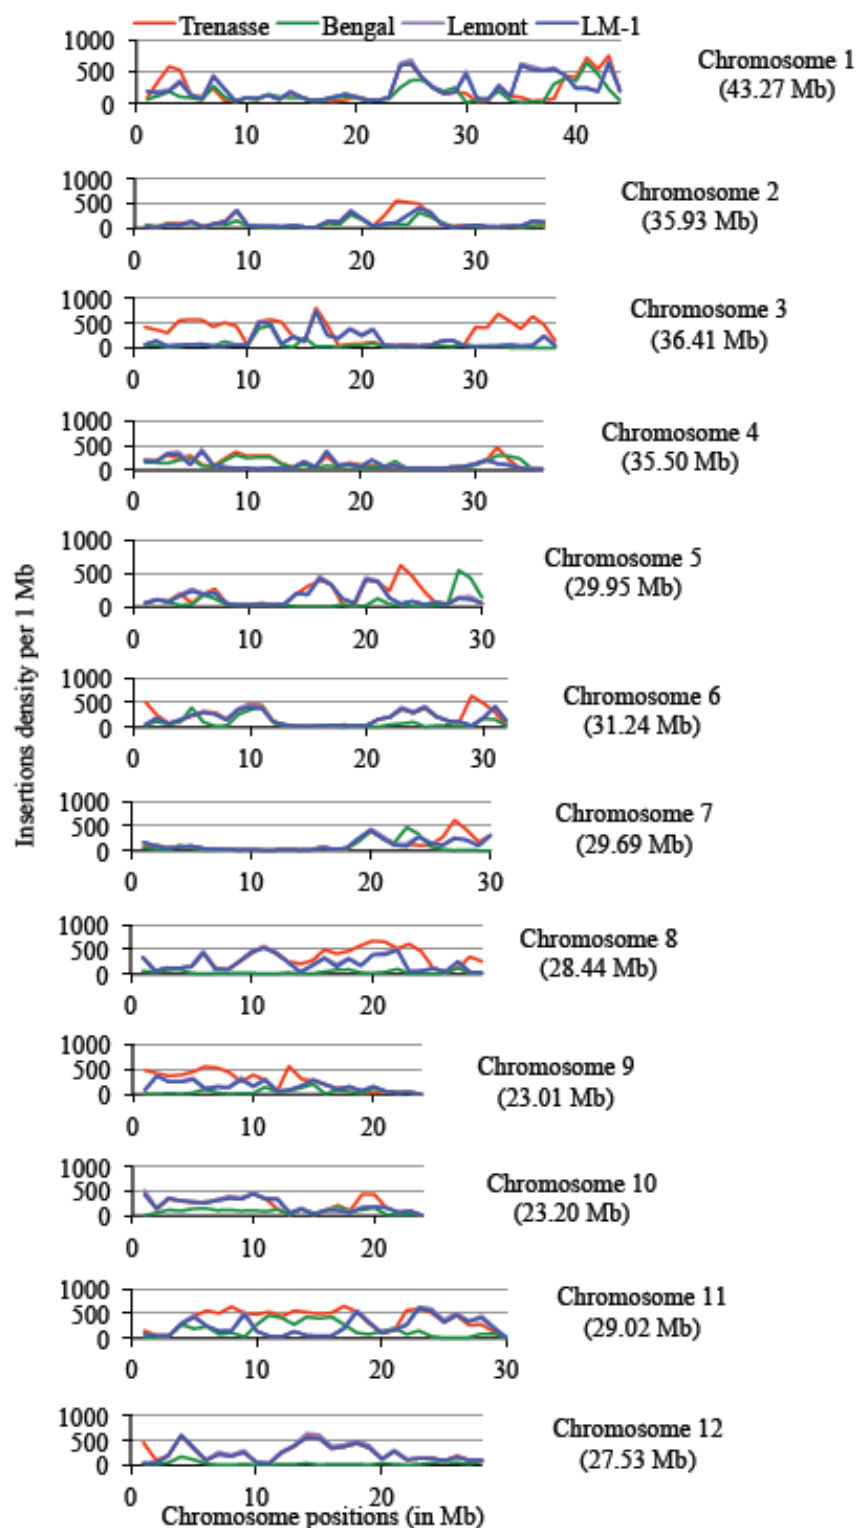 Trenasse Bengal Lemont LM-1
1000
500
0
0 10 20 30 40
Chromosome 1
(43.27 Mb)
1000
500
0
0 10 20 30
Chromosome 2
(35.93 Mb)
1000
500
0
0 10 20 30
Chromosome 3
(36.41 Mb)
1000
500
0
0 10 20 30
Chromosome 4
(35.50 Mb)
Insertions density per 1 Mb
1000
500
0
0 10 20 30
Chromosome 5
(29.95 Mb)
1000
500
0
0 10 20 30
Chromosome 6
(31.24 Mb)
1000
500
0
0 10 20 30
Chromosome 7
(29.69 Mb)
1000
500
0
0 10 20
Chromosome 8
(28.44 Mb)
1000
500
0
0 10 20
Chromosome 9
(23.01 Mb)
1000
500
0
0 10 20
Chromosome 10
(23.20 Mb)
1000
500
0
0 10 20 30
Chromosome 11
(29.02 Mb)
1000
500
0
0 10 20
Chromosome 12
(27.53 Mb)
Chromosome positions (in Mb)